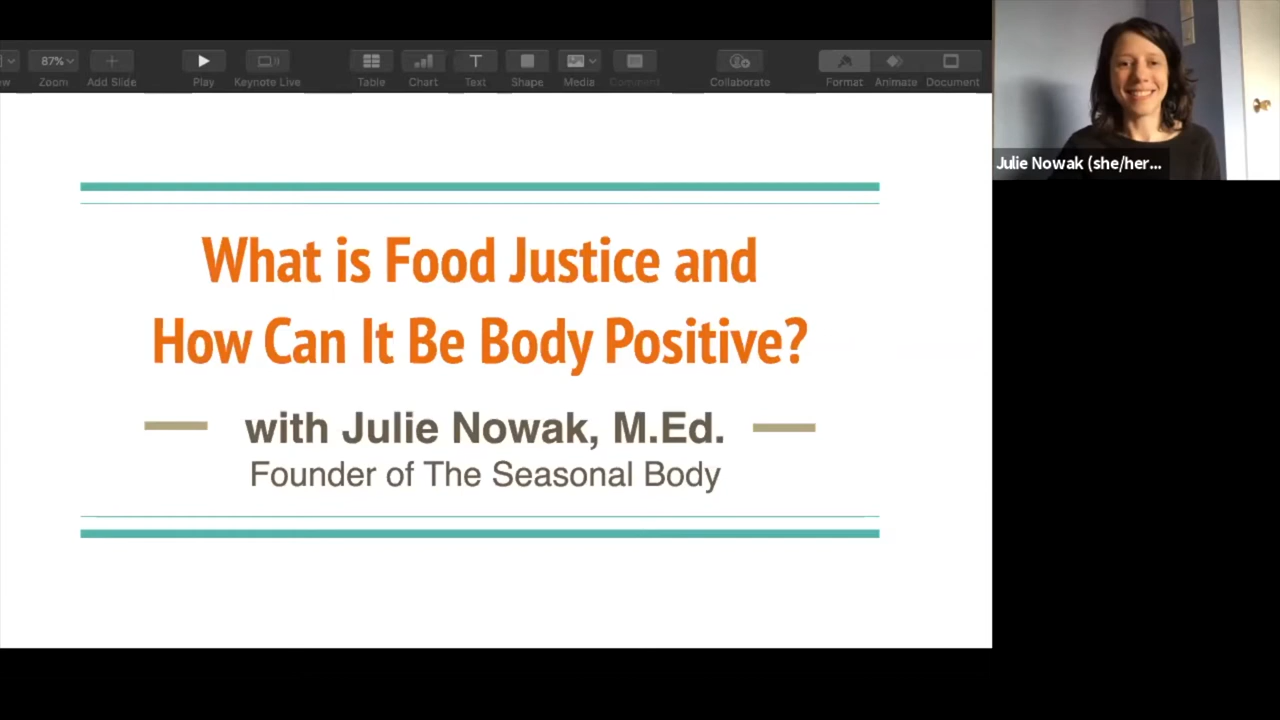 87%
Zoom
Add Slide
Play
Keynote Live
Table
Chart
Text
Shape
Media
Comment
Collaborate
Format
Animate
Document
Julie Nowak (she/her...
What is Food Justice and
How Can It Be Body Positive?
with Julie Nowak, M.Ed.
Founder of The Seasonal Body